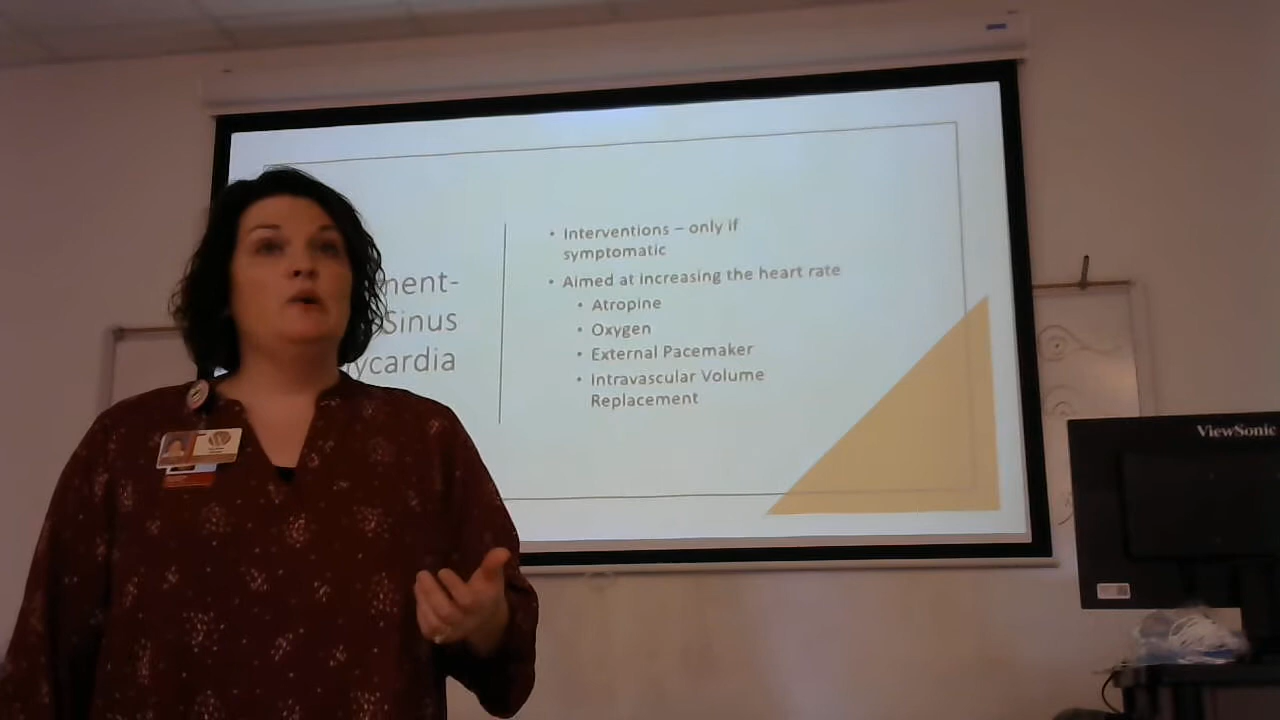 ment-
Sinus
ycardia
• Interventions – only if
symptomatic
• Aimed at increasing the heart rate
• Atropine
• Oxygen
• External Pacemaker
• Intravascular Volume
Replacement
ViewSonic